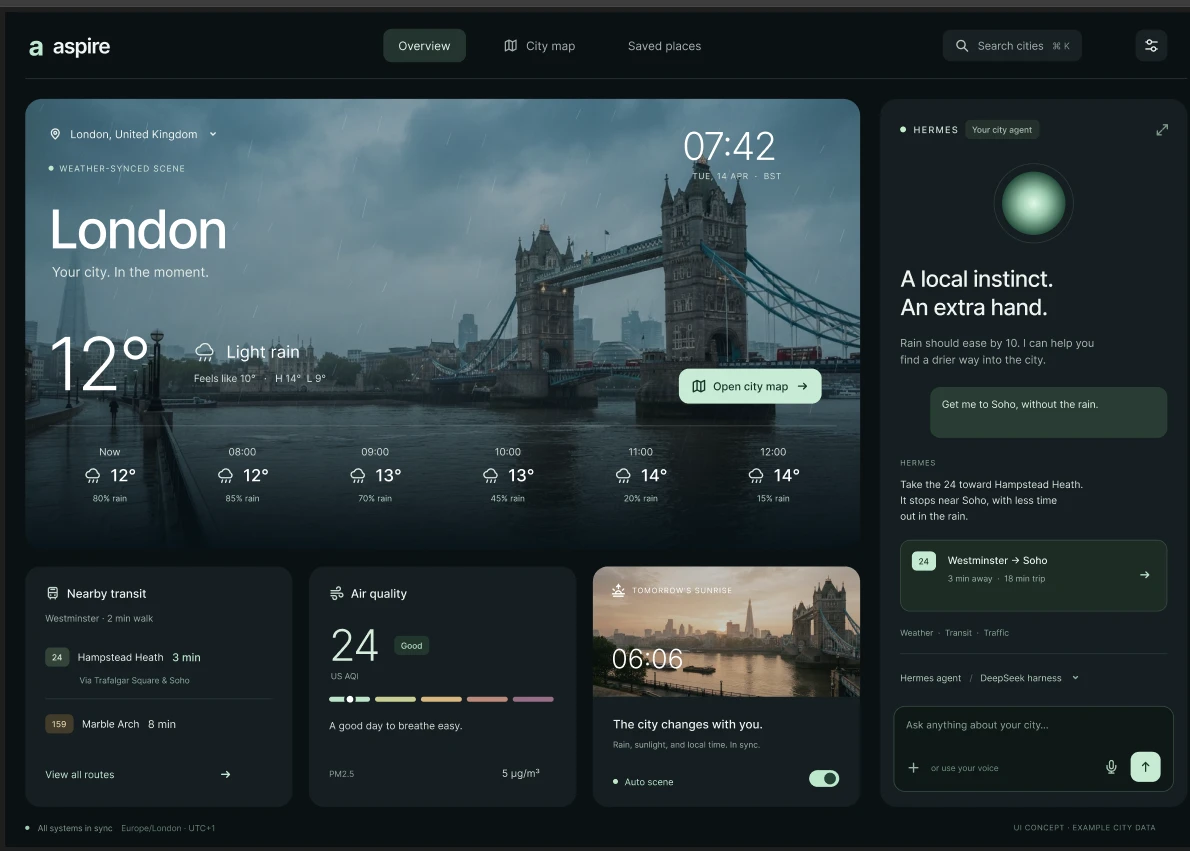 a aspire
Overview
City map
Saved places
Search cities ⌘ K
London, United Kingdom
WEATHER-SYNCED SCENE
07:42
TUE, 14 APR · BST
London
Your city. In the moment.
12°
Light rain
Feels like 10° · H 14° L 9°
Open city map →
Now
08:00
09:00
10:00
11:00
12:00
12°
12°
13°
13°
14°
14°
80% rain
85% rain
70% rain
45% rain
20% rain
15% rain
Nearby transit
Westminster · 2 min walk
24 Hampstead Heath 3 min
Via Trafalgar Square & Soho
159 Marble Arch 8 min
View all routes →
Air quality
24 Good
US AQI
A good day to breathe easy.
PM2.5 5 µg/m³
TOMORROW'S SUNRISE
06:06
The city changes with you.
Rain, sunlight, and local time. In sync.
Auto scene
HERMES Your city agent
A local instinct.
An extra hand.
Rain should ease by 10. I can help you
find a drier way into the city.
Get me to Soho, without the rain.
HERMES
Take the 24 toward Hampstead Heath.
It stops near Soho, with less time
out in the rain.
24 Westminster → Soho
3 min away · 18 min trip
Weather · Transit · Traffic
Hermes agent / DeepSeek harness
Ask anything about your city...
or use your voice
All systems in sync Europe/London · UTC+1
UI CONCEPT · EXAMPLE CITY DATA